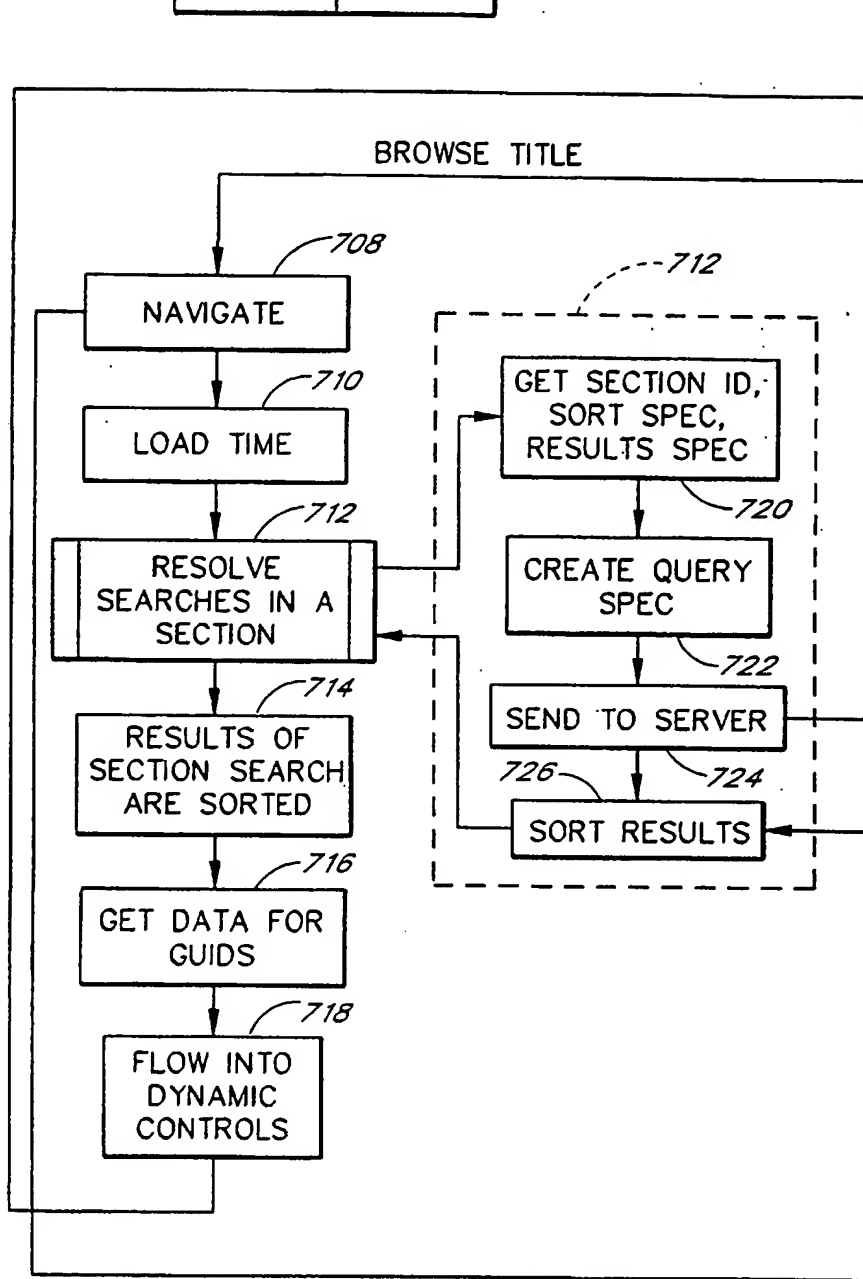 BROWSE TITLE
708
NAVIGATE
710
LOAD TIME
712
RESOLVE
SEARCHES IN A
SECTION
714
RESULTS OF
SECTION SEARCH
ARE SORTED
716
GET DATA FOR
GUIDS
718
FLOW INTO
DYNAMIC
CONTROLS
712
GET SECTION ID,
SORT SPEC,
RESULTS SPEC
720
CREATE QUERY
SPEC
722
SEND TO SERVER
724
726
SORT RESULTS